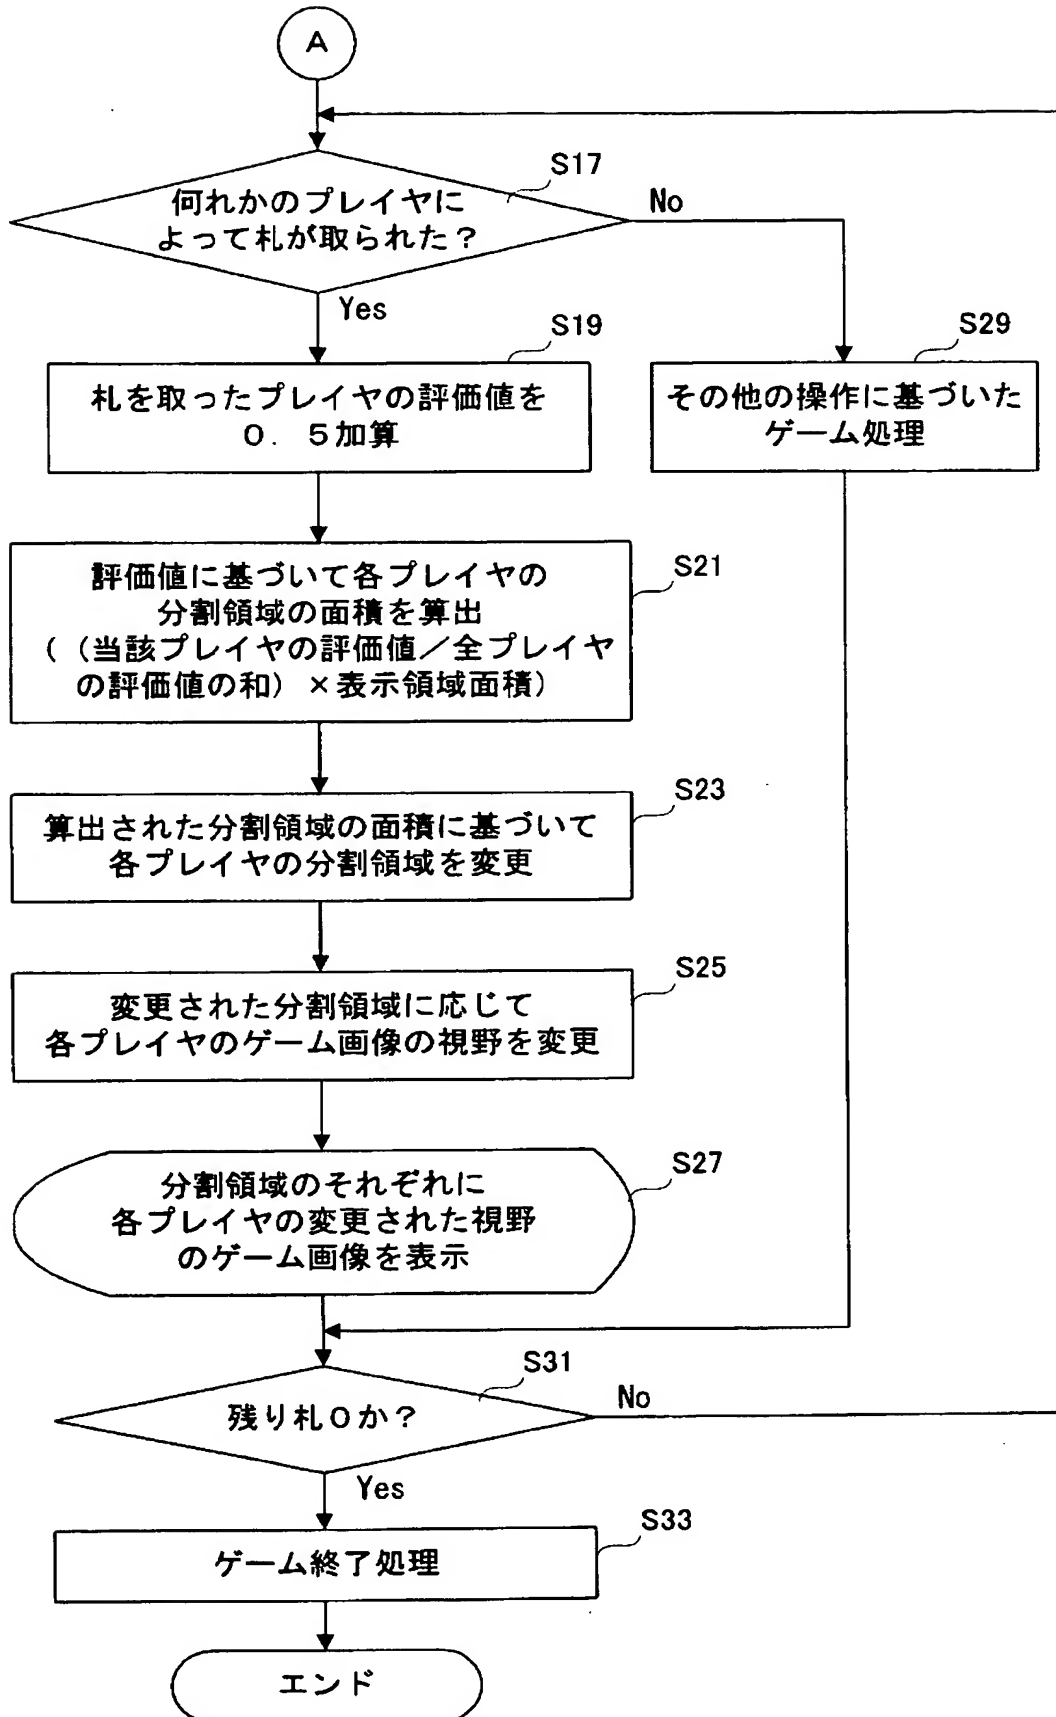 A
S17
何れかのプレイヤに
よって札が取られた？
No
Yes
S19
札を取ったプレイヤの評価値を
０．５加算
S29
その他の操作に基づいた
ゲーム処理
S21
評価値に基づいて各プレイヤの
分割領域の面積を算出
（（当該プレイヤの評価値／全プレイヤ
の評価値の和）×表示領域面積）
S23
算出された分割領域の面積に基づいて
各プレイヤの分割領域を変更
S25
変更された分割領域に応じて
各プレイヤのゲーム画像の視野を変更
S27
分割領域のそれぞれに
各プレイヤの変更された視野
のゲーム画像を表示
S31
残り札０か？
No
Yes
S33
ゲーム終了処理
エンド